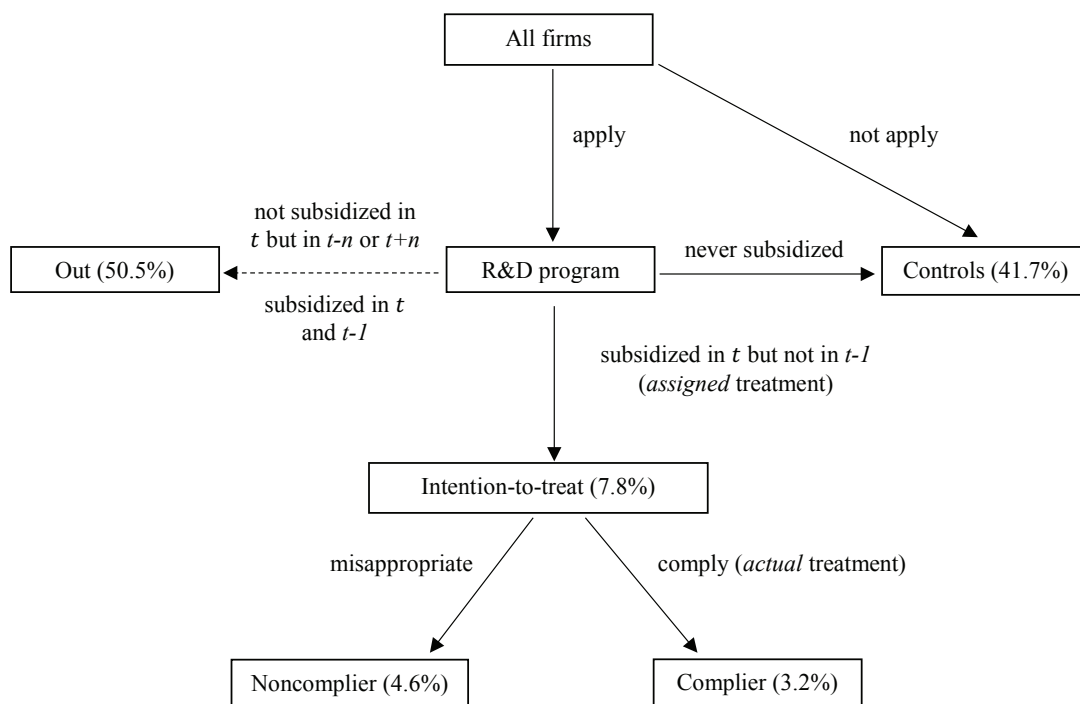 All firms
apply
not apply
not subsidized in
t but in t-n or t+n
never subsidized
Out (50.5%)
R&D program
Controls (41.7%)
subsidized in t
and t-1
subsidized in t but not in t-1
(assigned treatment)
Intention-to-treat (7.8%)
misappropriate
comply (actual treatment)
Noncomplier (4.6%)
Complier (3.2%)